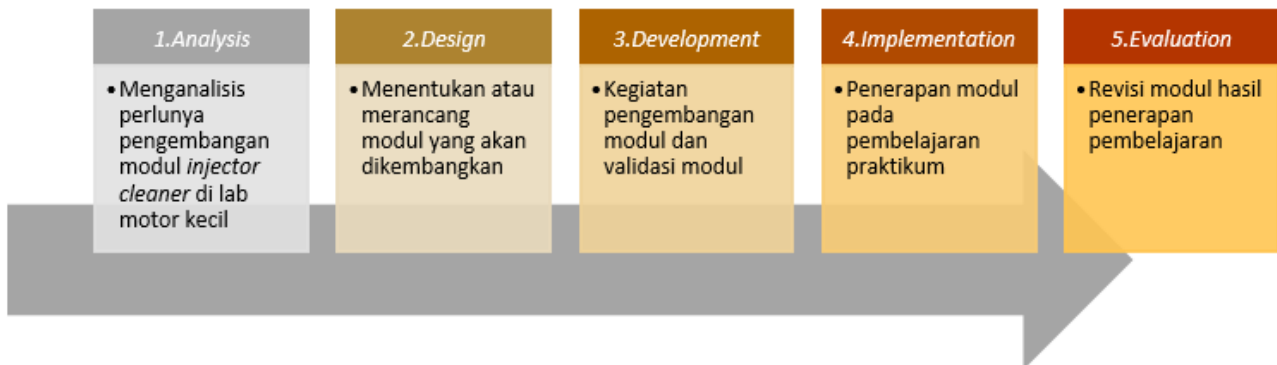 1.Analysis
•Menganalisis
perlunya
pengembangan
modul injector
cleaner di lab
motor kecil
2.Design
•Menentukan atau
merancang
modul yang akan
dikembangkan
3.Development
•Kegiatan
pengembangan
modul dan
validasi modul
4.Implementation
•Penerapan modul
pada
pembelajaran
praktikum
5.Evaluation
•Revisi modul hasil
penerapan
pembelajaran